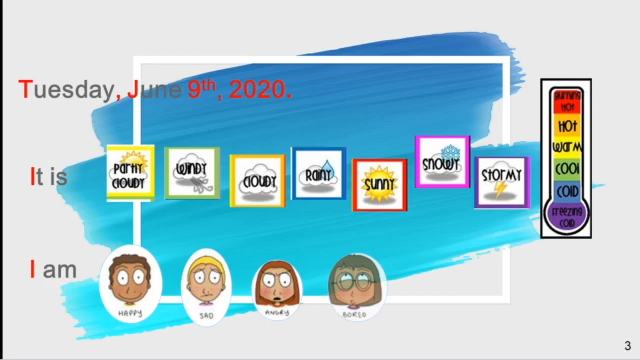 Tuesday, June 9th, 2020.
BURNING HOT
HOT
WARM
COOL
COLD
FREEZING COLD
It is
PARTLY CLOUDY
WINDY
CLOUDY
RAINY
SUNNY
SNOWY
STORMY
I am
HAPPY
SAD
ANGRY
BORED
3